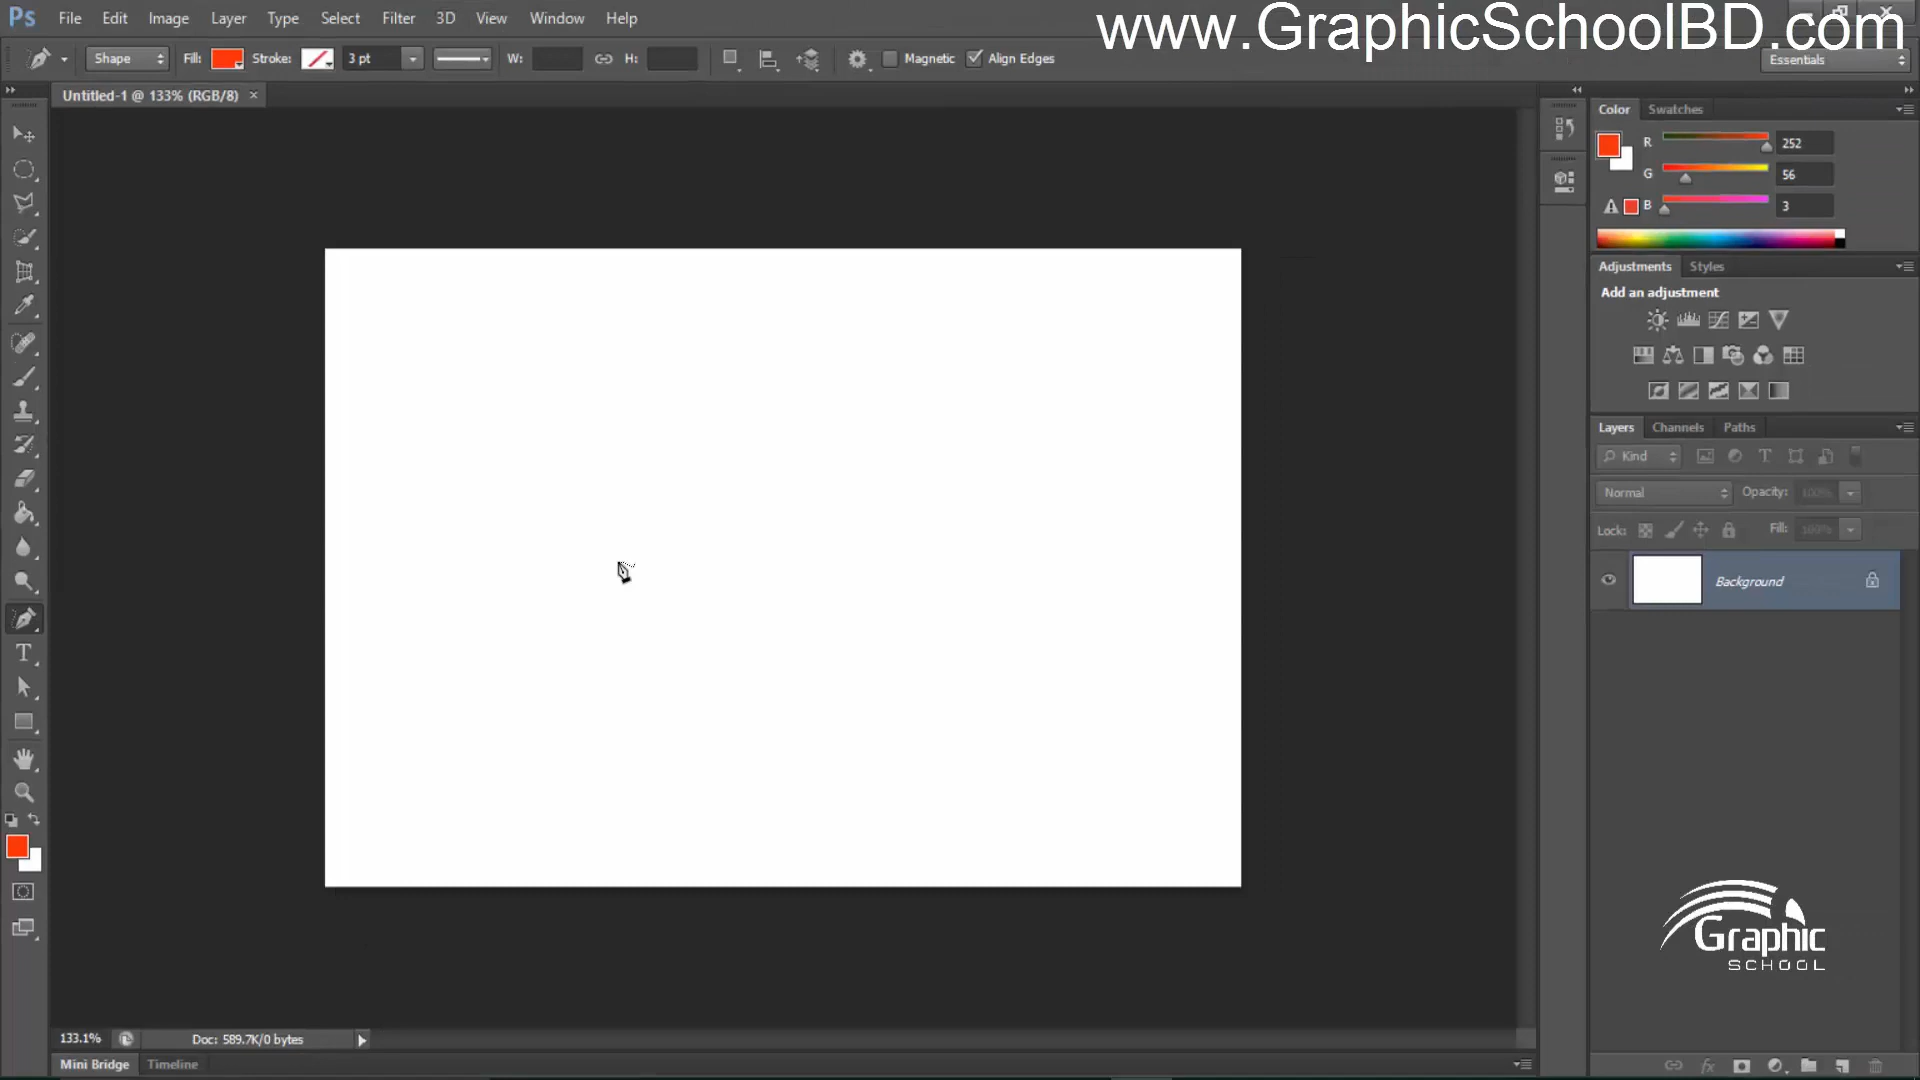 Ps File Edit Image Layer Type Select Filter 3D View Window Help
www.GraphicSchoolBD.com
Shape Fill: Stroke: 3 pt W: H: Magnetic Align Edges
Essentials
Untitled-1 @ 133% (RGB/8) ×
Color Swatches
R 252
G 56
B 3
Adjustments Styles
Add an adjustment
Layers Channels Paths
Kind
Normal Opacity: 100%
Lock: Fill: 100%
Background
Graphic
SCHOOL
133.1% Doc: 589.7K/0 bytes
Mini Bridge Timeline